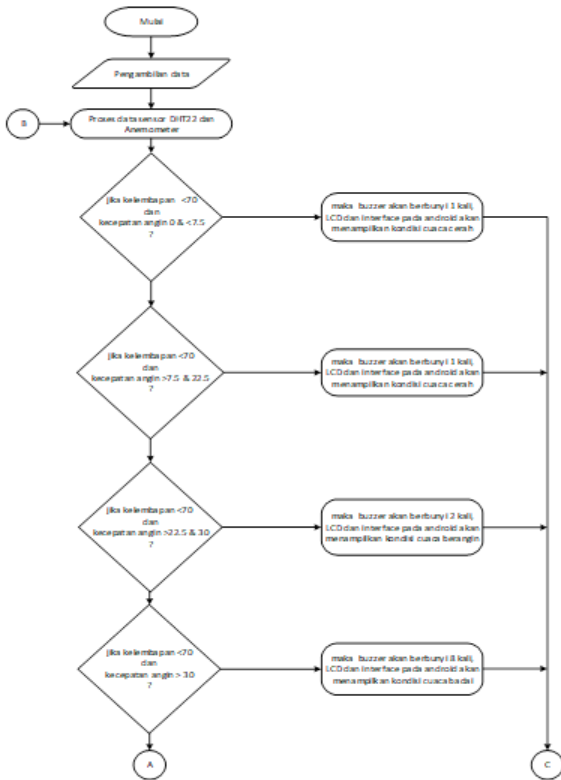 Mulai
Pengambilan data
B
Proses data sensor DHT22 dan
Anemometer
jika kelembapan <70
dan
kecepatan angin 0 & <7.5
?
maka buzzer akan berbunyi 1 kali,
LCD dan interface pada android akan
menampilkan kondisi cuaca cerah
jika kelembapan <70
dan
kecepatan angin >7.5 & 22.5
?
maka buzzer akan berbunyi 1 kali,
LCD dan interface pada android akan
menampilkan kondisi cuaca cerah
jika kelembapan <70
dan
kecepatan angin >22.5 & 30
?
maka buzzer akan berbunyi 2 kali,
LCD dan interface pada android akan
menampilkan kondisi cuaca berangin
jika kelembapan <70
dan
kecepatan angin > 30
?
maka buzzer akan berbunyi 8 kali,
LCD dan interface pada android akan
menampilkan kondisi cuaca badai
A
C